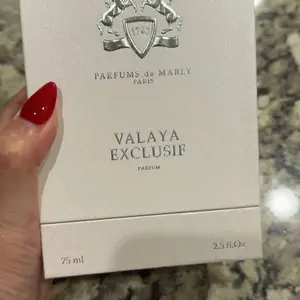 1743
PARFUMS de MARLY
PARIS
VALAYA
EXCLUSIF
PARFUM
75 ml
2.5 fl.Oz